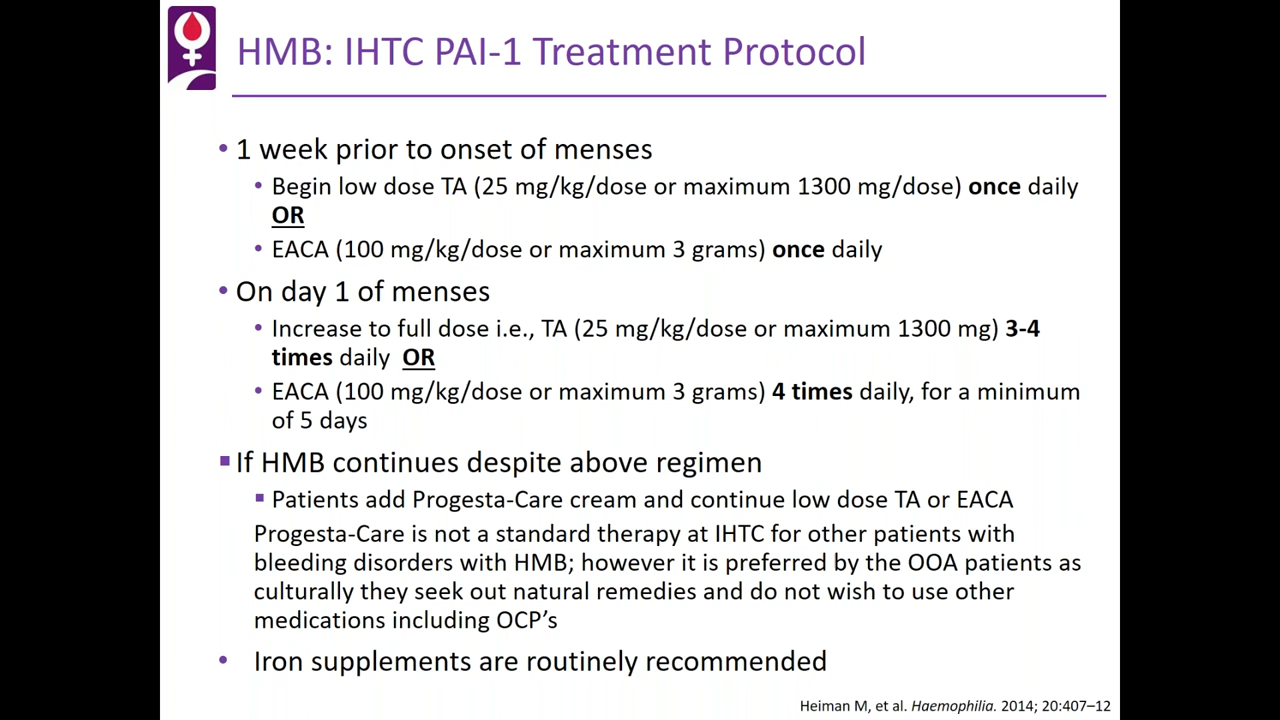 HMB: IHTC PAI-1 Treatment Protocol
• 1 week prior to onset of menses
• Begin low dose TA (25 mg/kg/dose or maximum 1300 mg/dose) once daily
OR
• EACA (100 mg/kg/dose or maximum 3 grams) once daily
• On day 1 of menses
• Increase to full dose i.e., TA (25 mg/kg/dose or maximum 1300 mg) 3-4
times daily OR
• EACA (100 mg/kg/dose or maximum 3 grams) 4 times daily, for a minimum
of 5 days
▪ If HMB continues despite above regimen
▪ Patients add Progesta-Care cream and continue low dose TA or EACA
Progesta-Care is not a standard therapy at IHTC for other patients with
bleeding disorders with HMB; however it is preferred by the OOA patients as
culturally they seek out natural remedies and do not wish to use other
medications including OCP’s
• Iron supplements are routinely recommended
Heiman M, et al. Haemophilia. 2014; 20:407–12